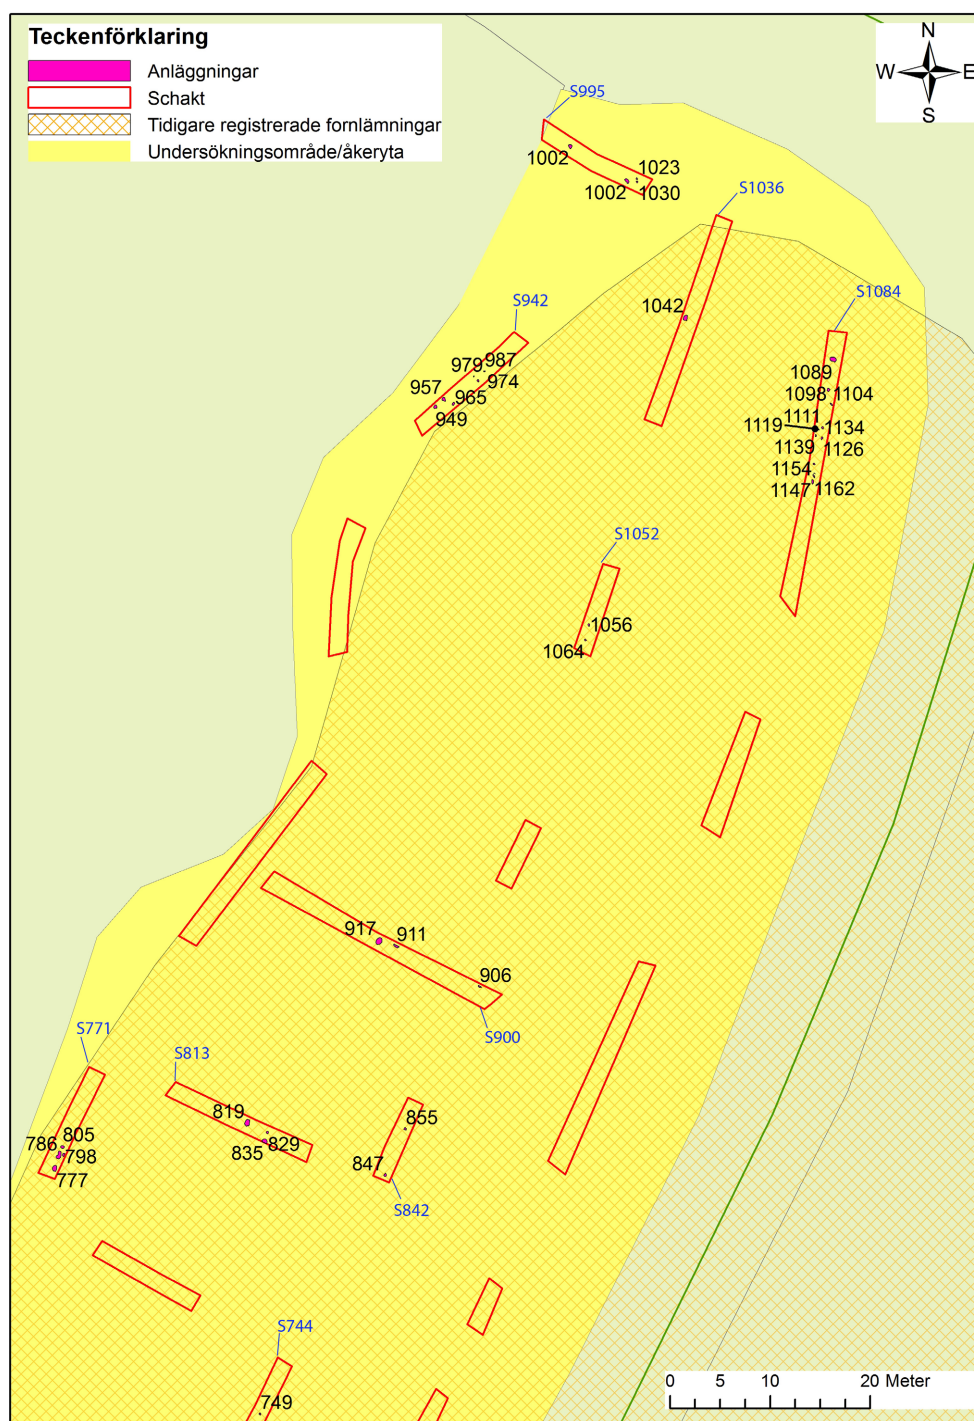 Teckenförklaring
Anläggningar
Schakt
Tidigare registrerade fornlämningar
Undersökningsområde/åkeryta
N
W E
S
S995
1002
1023
1002 1030
S1036
1042
S1084
1089
1098 1104
1111
1119 1134
1139 1126
1154
1147 1162
S942
979 987
974
957
965
949
S1052
1056
1064
917 911
906
S900
S771
805
786
798
777
S813
819
829
835
855
847
S842
S744
749
0 10 20 Meter